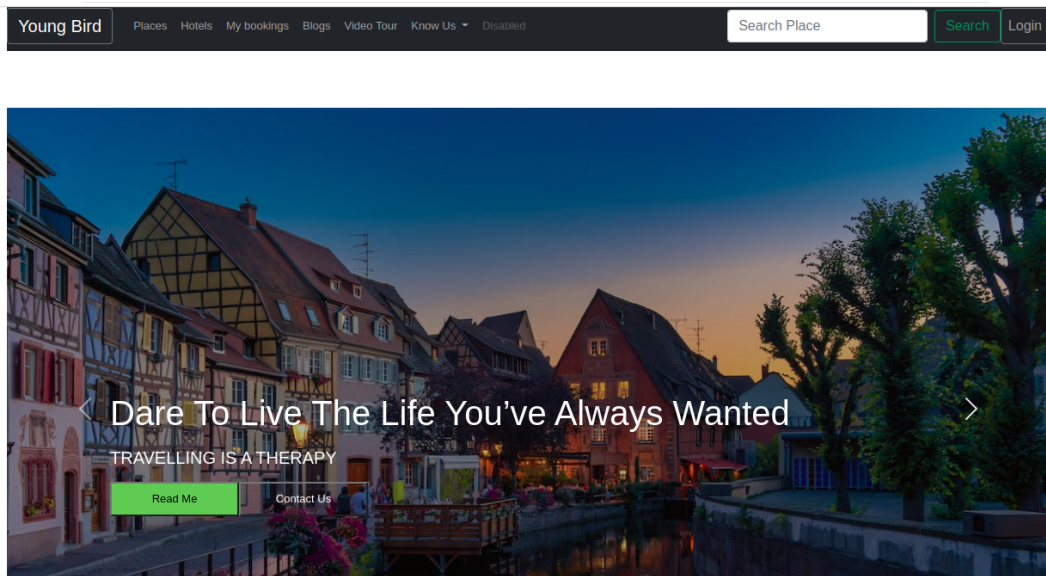 Young Bird Places Hotels My bookings Blogs Video Tour Know Us Disabled Search Place Search Login
Dare To Live The Life You’ve Always Wanted
TRAVELLING IS A THERAPY
Read Me Contact Us